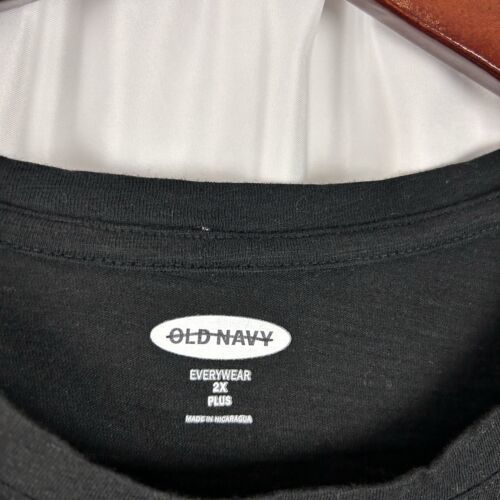 OLD NAVY
EVERYWEAR
2X
PLUS
MADE IN NICARAGUA